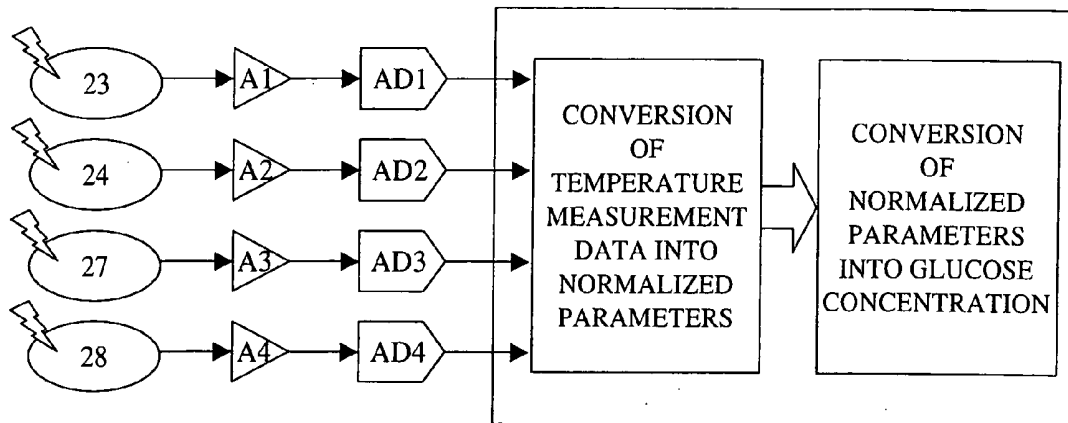 23 A1 AD1
24 A2 AD2
27 A3 AD3
28 A4 AD4
CONVERSION
OF
TEMPERATURE
MEASUREMENT
DATA INTO
NORMALIZED
PARAMETERS
CONVERSION
OF
NORMALIZED
PARAMETERS
INTO GLUCOSE
CONCENTRATION